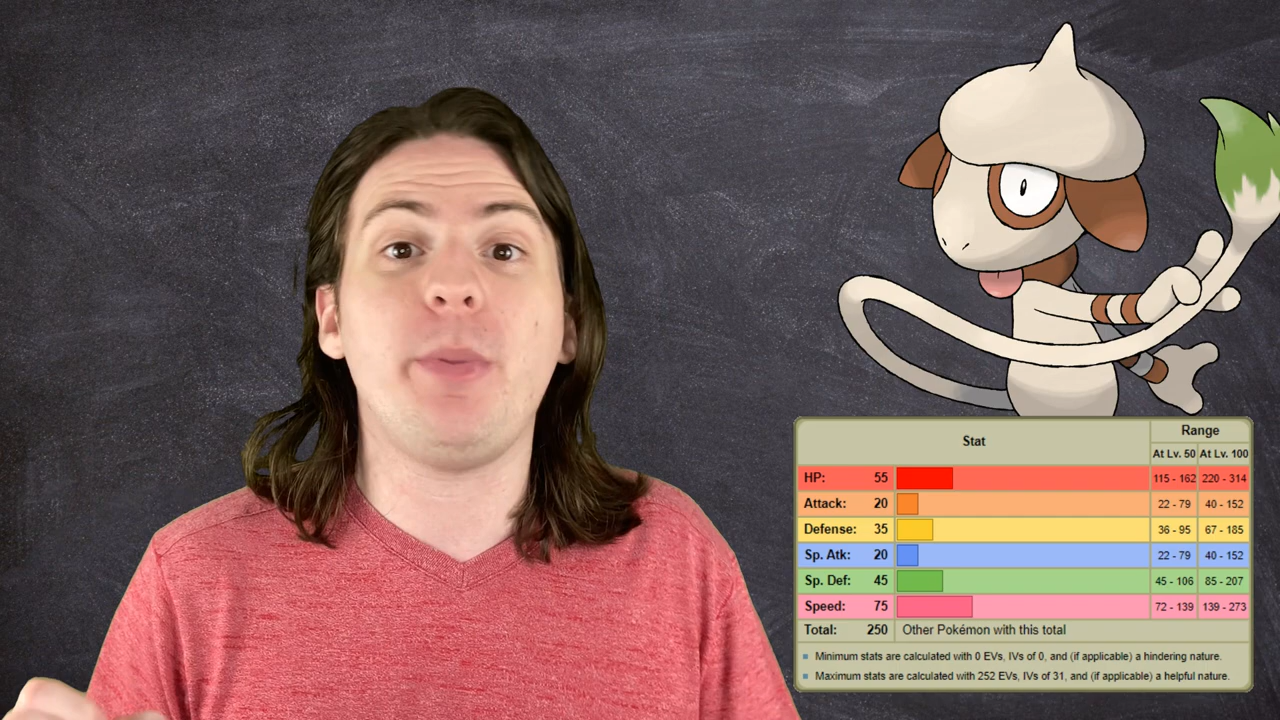 Stat Range
At Lv. 50 At Lv. 100
HP: 55 115 - 162 220 - 314
Attack: 20 22 - 79 40 - 152
Defense: 35 36 - 95 67 - 185
Sp. Atk: 20 22 - 79 40 - 152
Sp. Def: 45 45 - 106 85 - 207
Speed: 75 72 - 139 139 - 273
Total: 250 Other Pokémon with this total
Minimum stats are calculated with 0 EVs, IVs of 0, and (if applicable) a hindering nature.
Maximum stats are calculated with 252 EVs, IVs of 31, and (if applicable) a helpful nature.